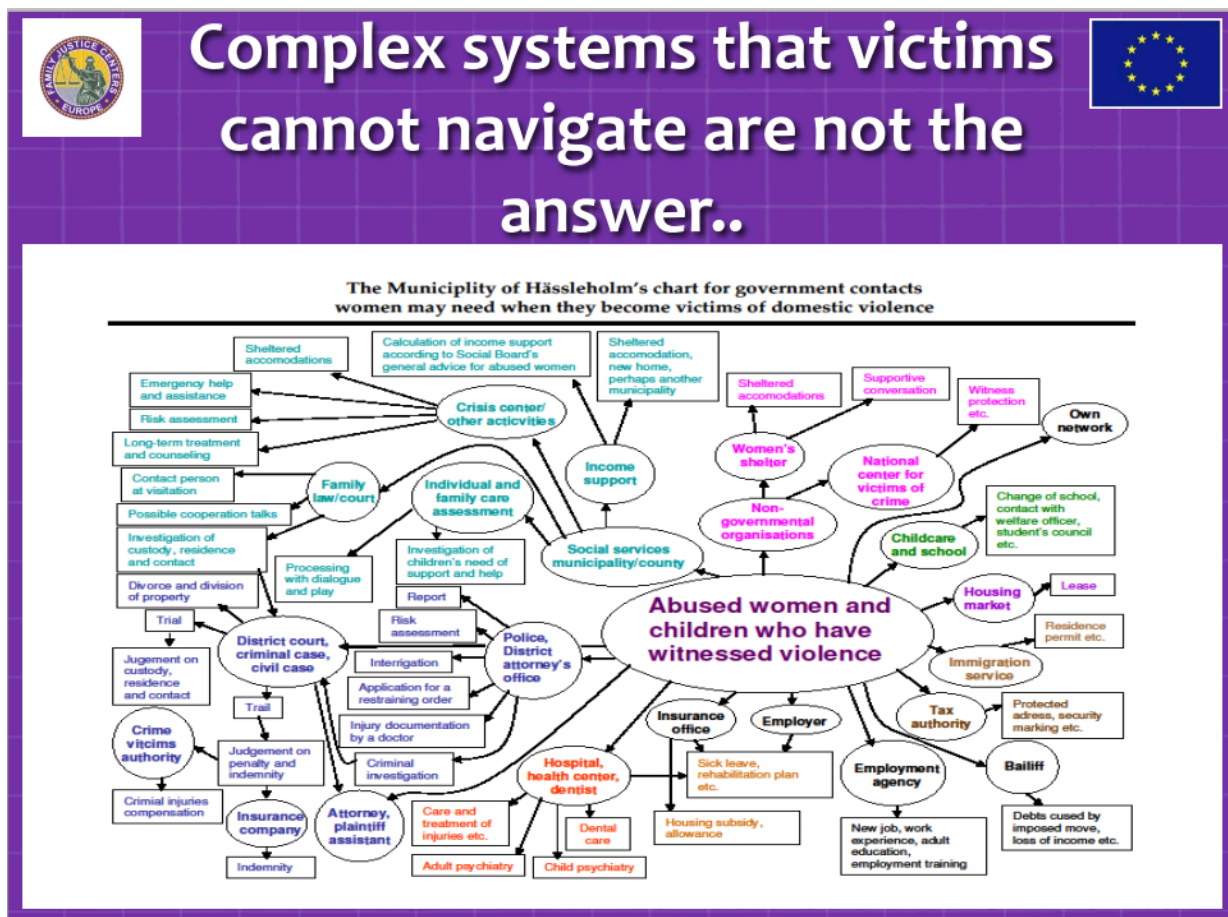 FAMILY JUSTICE CENTERS
EUROPE
Complex systems that victims
cannot navigate are not the
answer..
The Municiplity of Hässleholm's chart for government contacts
women may need when they become victims of domestic violence
Sheltered
accomodations
Calculation of income support
according to Social Board's
general advice for abused women
Sheltered
accomodation,
new home,
perhaps another
municipality
Sheltered
accomodations
Supportive
conversation
Witness
protection
etc.
Own
network
Emergency help
and assistance
Risk assessment
Long-term treatment
and counseling
Crisis center/
other acticvities
Contact person
at visitation
Possible cooperation talks
Investigation of
custody, residence
and contact
Family
law/court
Individual and
family care
assessment
Income
support
Women's
shelter
National
center for
victims of
crime
Non-
governmental
organisations
Change of school,
contact with
welfare officer,
student's council
etc.
Childcare
and school
Processing
with dialogue
and play
Investigation of
children's need of
support and help
Social services
municipality/county
Divorce and division
of property
Trial
Jugement on
custody,
residence
and contact
District court,
criminal case,
civil case
Report
Risk
assessment
Interrigation
Application for a
restraining order
Injury documentation
by a doctor
Criminal
investigation
Police,
District
attorney's
office
Abused women and
children who have
witnessed violence
Housing
market
Lease
Residence
permit etc.
Immigration
service
Tax
authority
Protected
adress, security
marking etc.
Trail
Crime
vitcims
authority
Judgement on
penalty and
indemnity
Crimial injuries
compensation
Insurance
company
Indemnity
Attorney,
plaintiff
assistant
Hospital,
health center,
dentist
Care and
treatment of
injuries etc.
Adult psychiatry
Child psychiatry
Dental
care
Insurance
office
Employer
Sick leave,
rehabilitation plan
etc.
Housing subsidy,
allowance
Employment
agency
New job, work
experience, adult
education,
employment training
Bailiff
Debts cused by
imposed move,
loss of income etc.